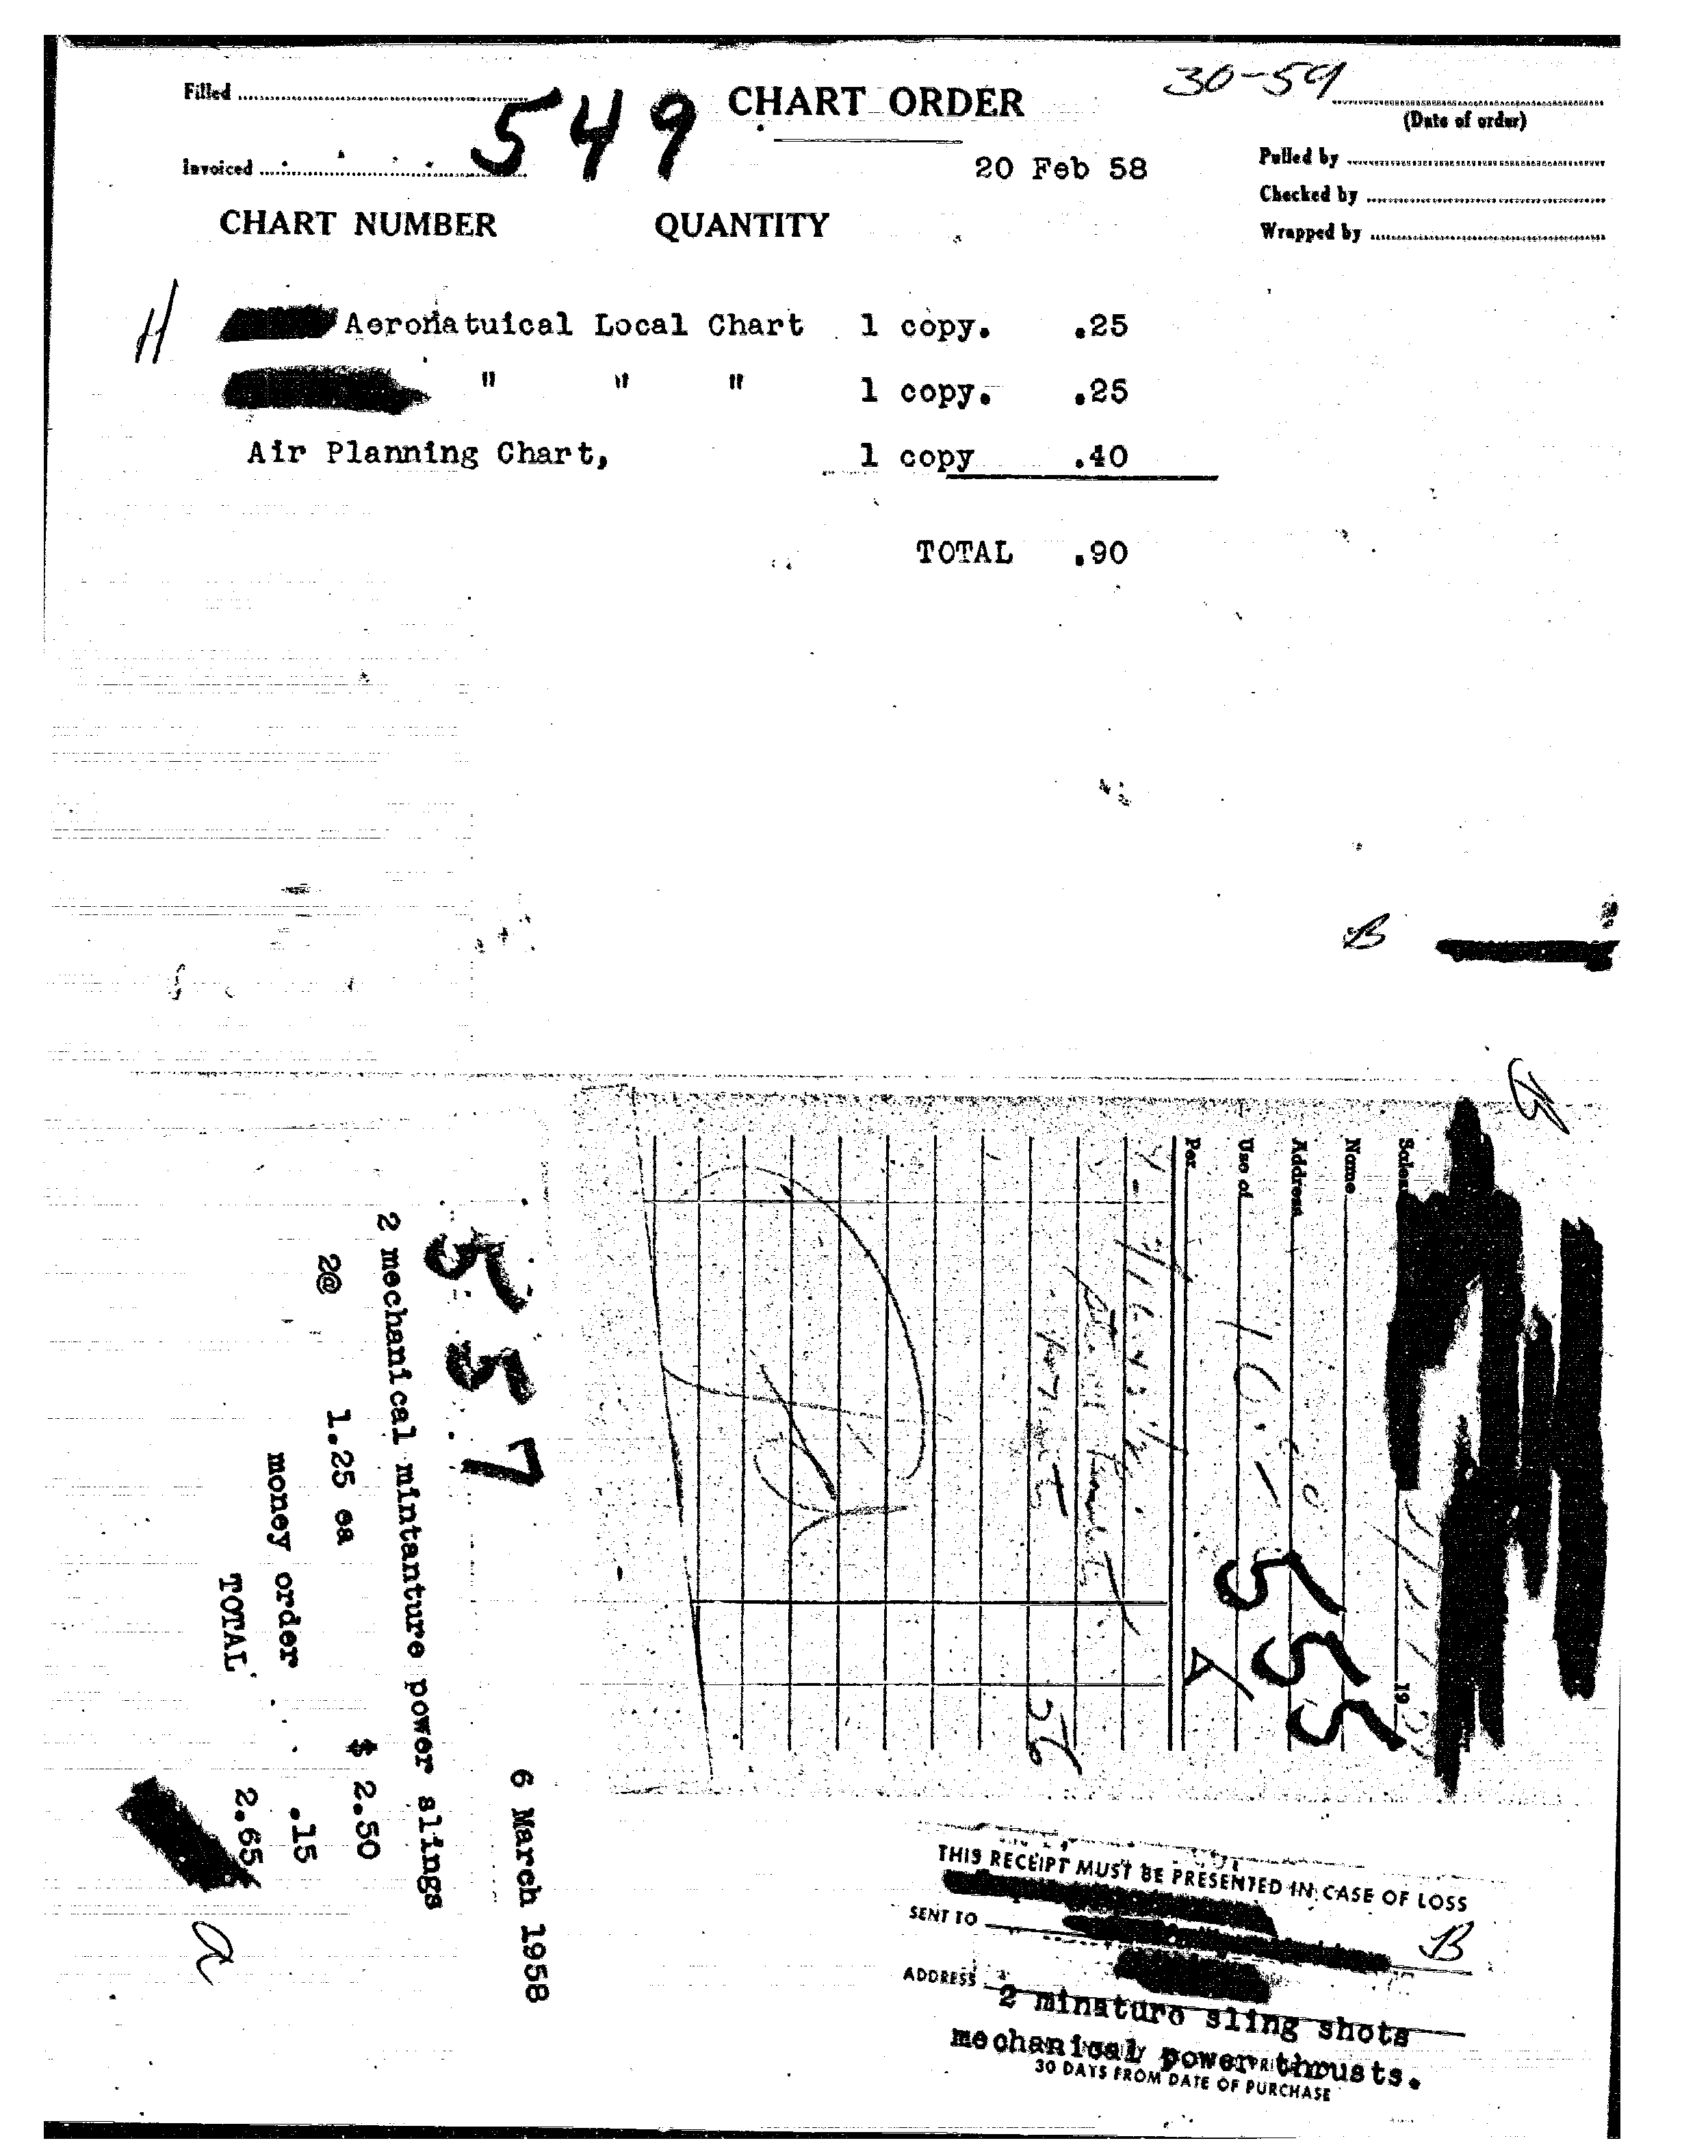 30-59
Filled
549
CHART ORDER
(Date of order)
Invoiced
20 Feb 58
Pulled by
Checked by
Wrapped by
CHART NUMBER QUANTITY
H
Aeronatuical Local Chart 1 copy. .25
" " " 1 copy. .25
Air Planning Chart, 1 copy .40
TOTAL .90
B
B
Sales
19
Name
Address
Use of
Per
555
56
557
6 March 1958
2 mechanical mintanture power slings
2@ 1.25 ea $ 2.50
money order .15
TOTAL 2.65
a
THIS RECEIPT MUST BE PRESENTED IN CASE OF LOSS
SENT TO
B
ADDRESS
2 minature sling shots
mechanical power thrusts.
30 DAYS FROM DATE OF PURCHASE